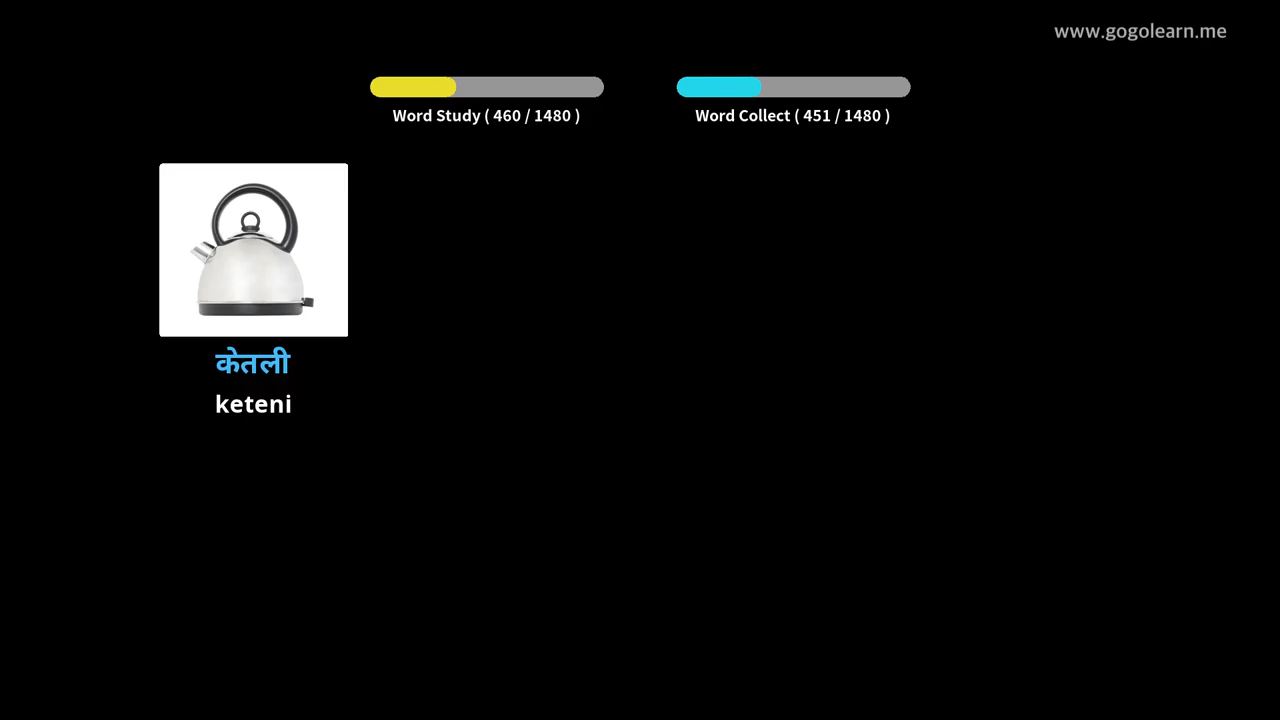 www.gogolearn.me
Word Study ( 460 / 1480 )
Word Collect ( 451 / 1480 )
केतली
keteni